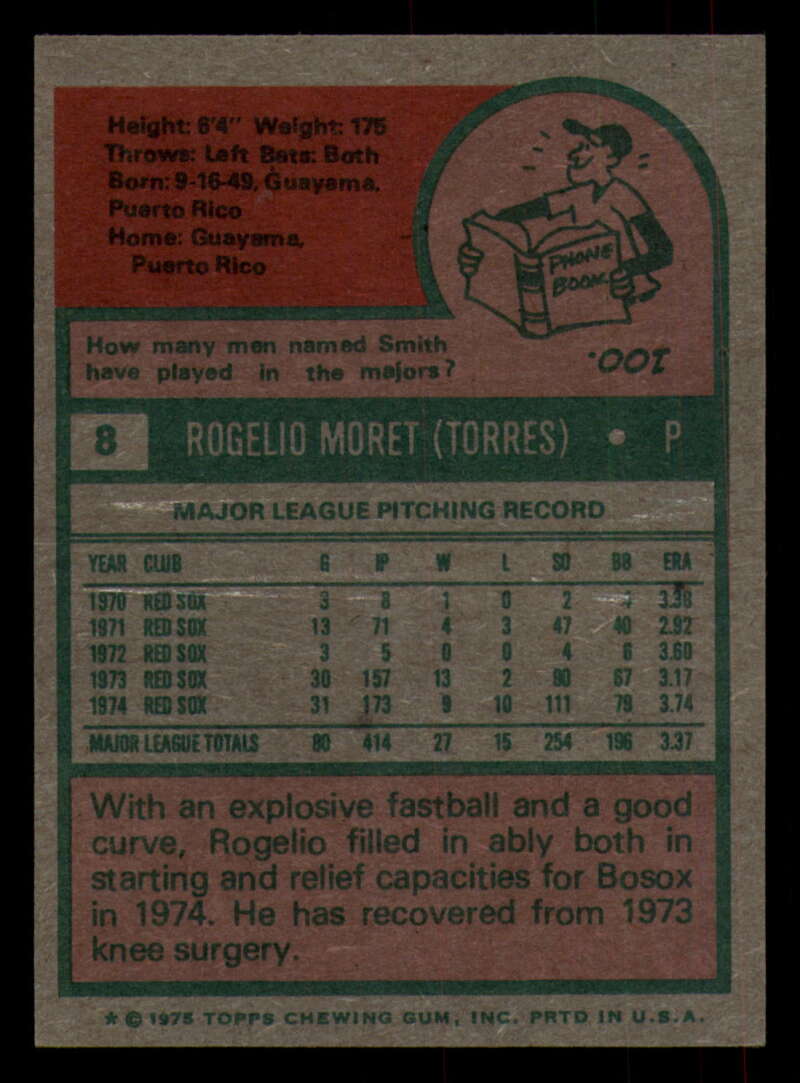 Height: 6'4" Weight: 175
Throws: Left Bats: Both
Born: 9-16-49, Guayama,
Puerto Rico
Home: Guayama,
Puerto Rico
PHONE
BOOK
How many men named Smith
have played in the majors?
100.
8 ROGELIO MORET (TORRES) • P
MAJOR LEAGUE PITCHING RECORD
YEAR CLUB G IP W L SO BB ERA
1970 RED SOX 3 8 1 0 2 4 3.38
1971 RED SOX 13 71 4 3 47 40 2.92
1972 RED SOX 3 5 0 0 4 6 3.60
1973 RED SOX 30 157 13 2 90 67 3.17
1974 RED SOX 31 173 9 10 111 79 3.74
MAJOR LEAGUE TOTALS 80 414 27 15 254 196 3.37
With an explosive fastball and a good
curve, Rogelio filled in ably both in
starting and relief capacities for Bosox
in 1974. He has recovered from 1973
knee surgery.
* © 1975 TOPPS CHEWING GUM, INC. PRTD IN U.S.A.